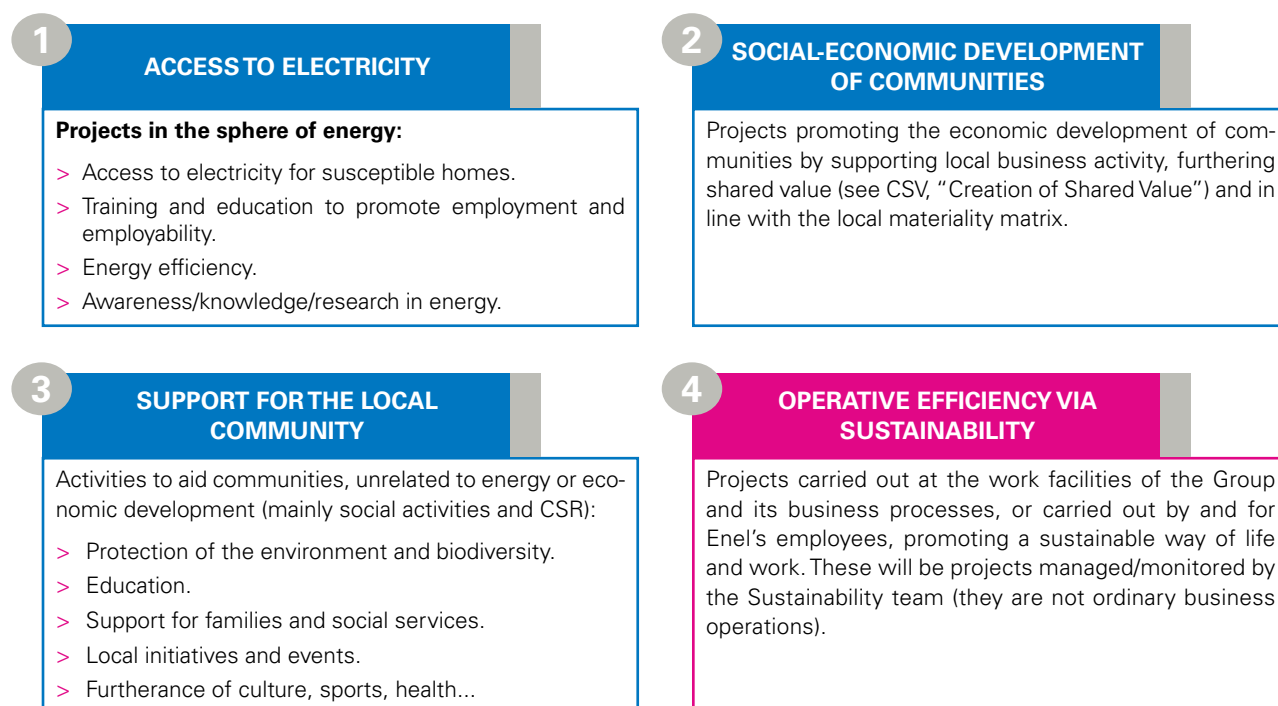 1
ACCESS TO ELECTRICITY
Projects in the sphere of energy:
> Access to electricity for susceptible homes.
> Training and education to promote employment and
employability.
> Energy efficiency.
> Awareness/knowledge/research in energy.
2
SOCIAL-ECONOMIC DEVELOPMENT
OF COMMUNITIES
Projects promoting the economic development of com-
munities by supporting local business activity, furthering
shared value (see CSV, “Creation of Shared Value”) and in
line with the local materiality matrix.
3
SUPPORT FOR THE LOCAL
COMMUNITY
Activities to aid communities, unrelated to energy or eco-
nomic development (mainly social activities and CSR):
> Protection of the environment and biodiversity.
> Education.
> Support for families and social services.
> Local initiatives and events.
> Furtherance of culture, sports, health...
4
OPERATIVE EFFICIENCY VIA
SUSTAINABILITY
Projects carried out at the work facilities of the Group
and its business processes, or carried out by and for
Enel’s employees, promoting a sustainable way of life
and work. These will be projects managed/monitored by
the Sustainability team (they are not ordinary business
operations).